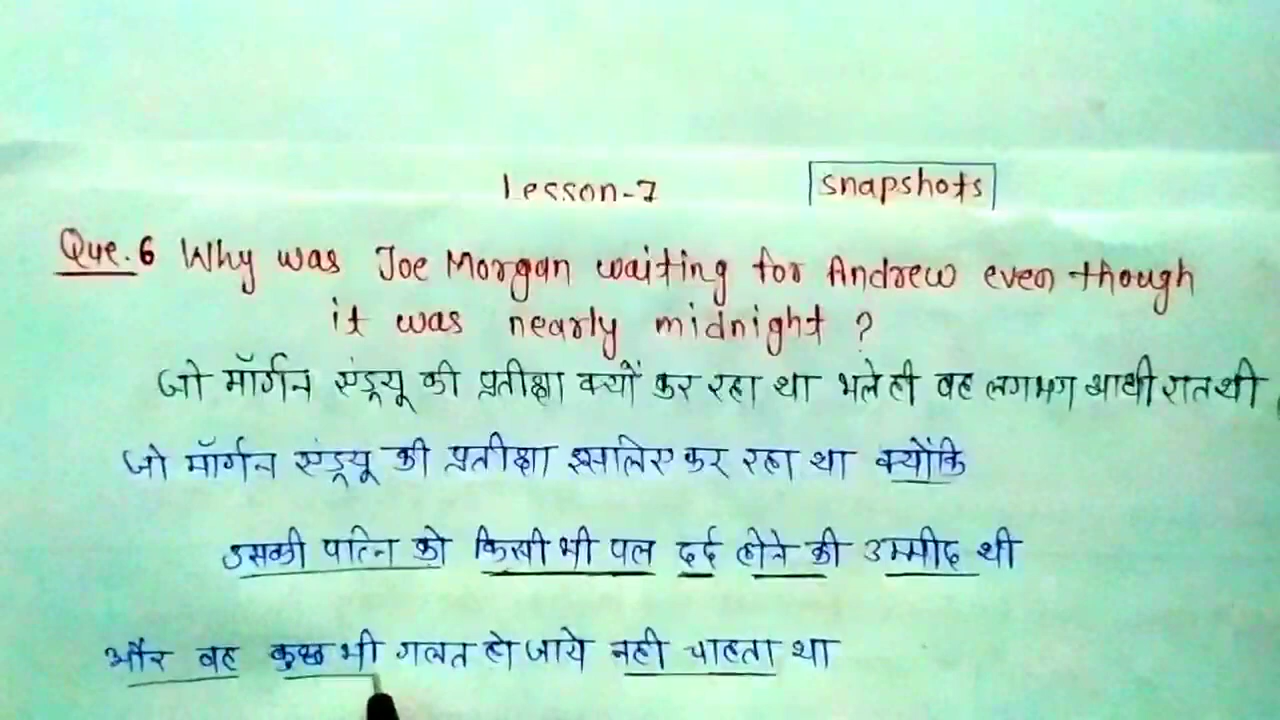 Lesson-7 Snapshots
Que. 6 Why was Joe Morgan waiting for Andrew even though
it was nearly midnight ?
जो मॉर्गन एंड्रयू की प्रतीक्षा क्यों कर रहा था भले ही वह लगभग आधी रात थी
जो मॉर्गन एंड्रयू की प्रतीक्षा इसलिए कर रहा था क्योंकि
उसकी पत्नि को किसी भी पल दर्द होने की उम्मीद थी
और वह कुछ भी गलत हो जाये नही चाहता था